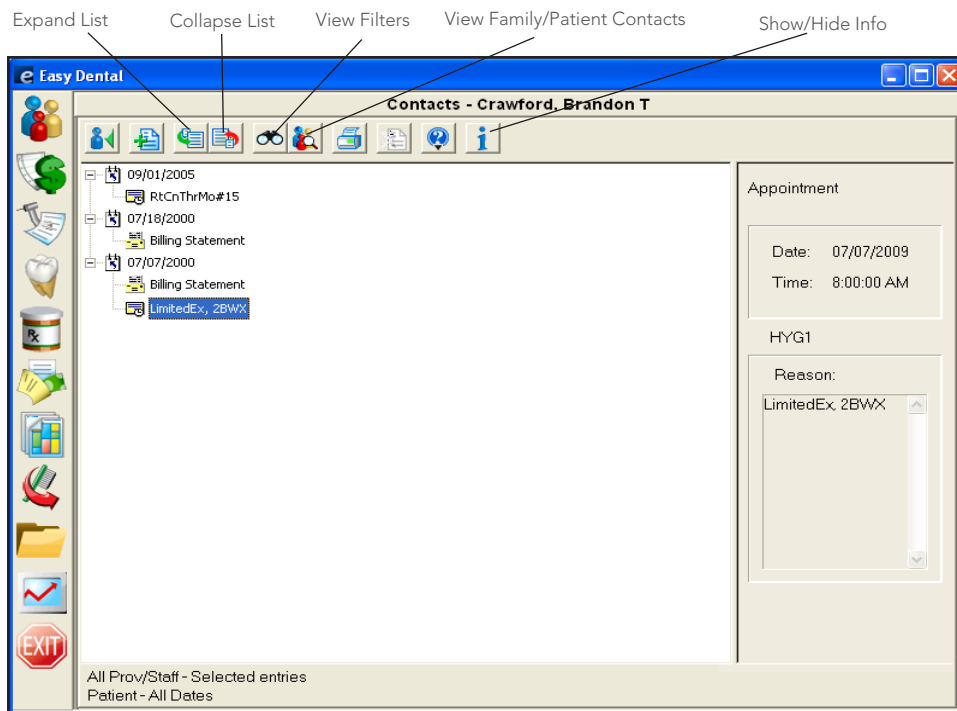 Expand List
Collapse List
View Filters
View Family/Patient Contacts
Show/Hide Info
e Easy Dental
Contacts - Crawford, Brandon T
09/01/2005
RtCnThrMo#15
07/18/2000
Billing Statement
07/07/2000
Billing Statement
LimitedEx, 2BWX
Appointment
Date: 07/07/2009
Time: 8:00:00 AM
HYG1
Reason:
LimitedEx, 2BWX
Rx
EXIT
All Prov/Staff - Selected entries
Patient - All Dates